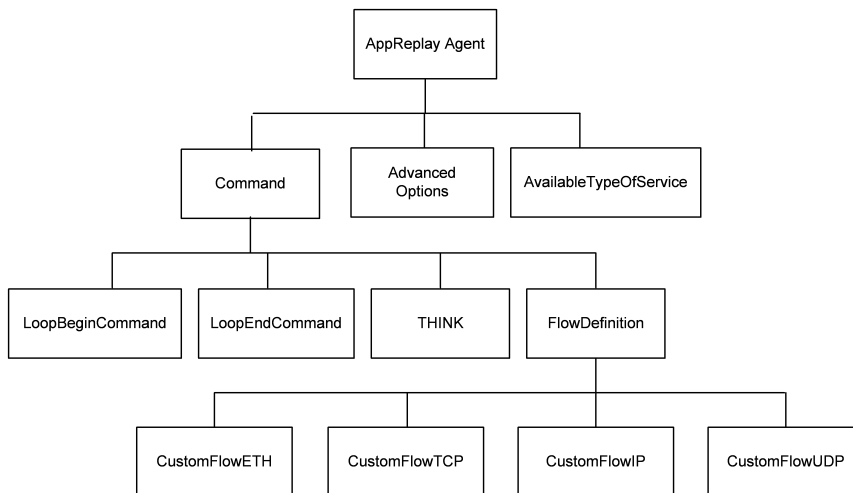 AppReplay Agent
Command
Advanced
Options
AvailableTypeOfService
LoopBeginCommand
LoopEndCommand
THINK
FlowDefinition
CustomFlowETH
CustomFlowTCP
CustomFlowIP
CustomFlowUDP